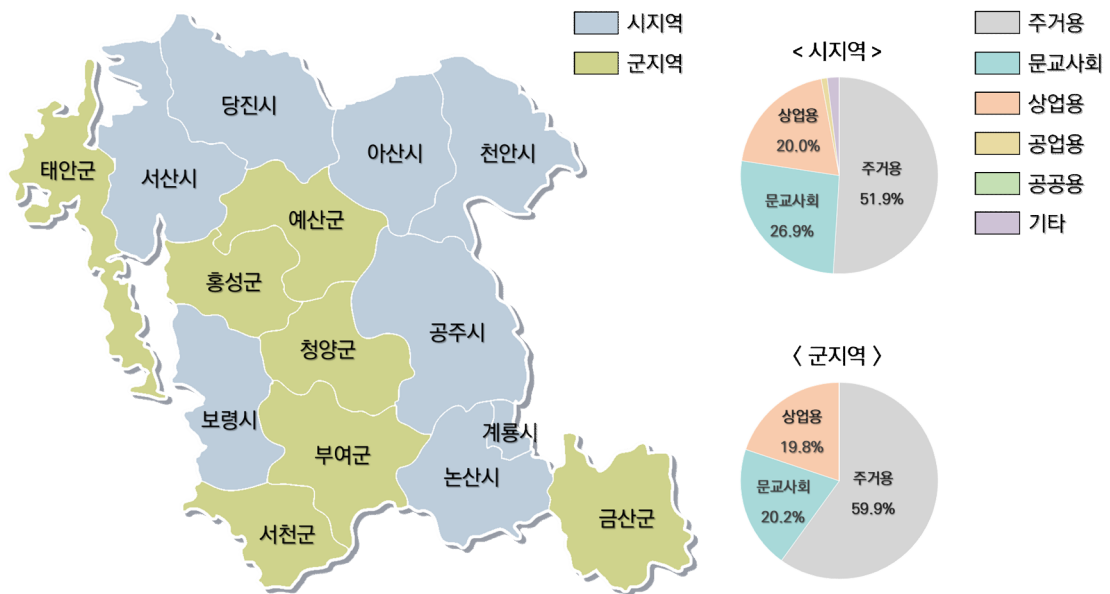 시지역
군지역
당진시
아산시
천안시
태안군
서산시
예산군
홍성군
공주시
청양군
보령시
계룡시
부여군
논산시
서천군
금산군
< 시지역 >
상업용
20.0%
주거용
51.9%
문교사회
26.9%
〈 군지역 〉
상업용
19.8%
주거용
59.9%
문교사회
20.2%
주거용
문교사회
상업용
공업용
공공용
기타